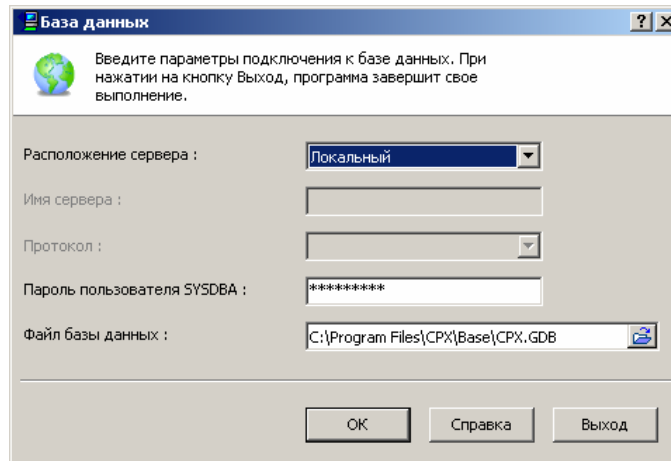 База данных
Введите параметры подключения к базе данных. При
нажатии на кнопку Выход, программа завершит свое
выполнение.
Расположение сервера : Локальный
Имя сервера :
Протокол :
Пароль пользователя SYSDBA : *********
Файл базы данных : C:\Program Files\CPX\Base\CPX.GDB
ОК Справка Выход